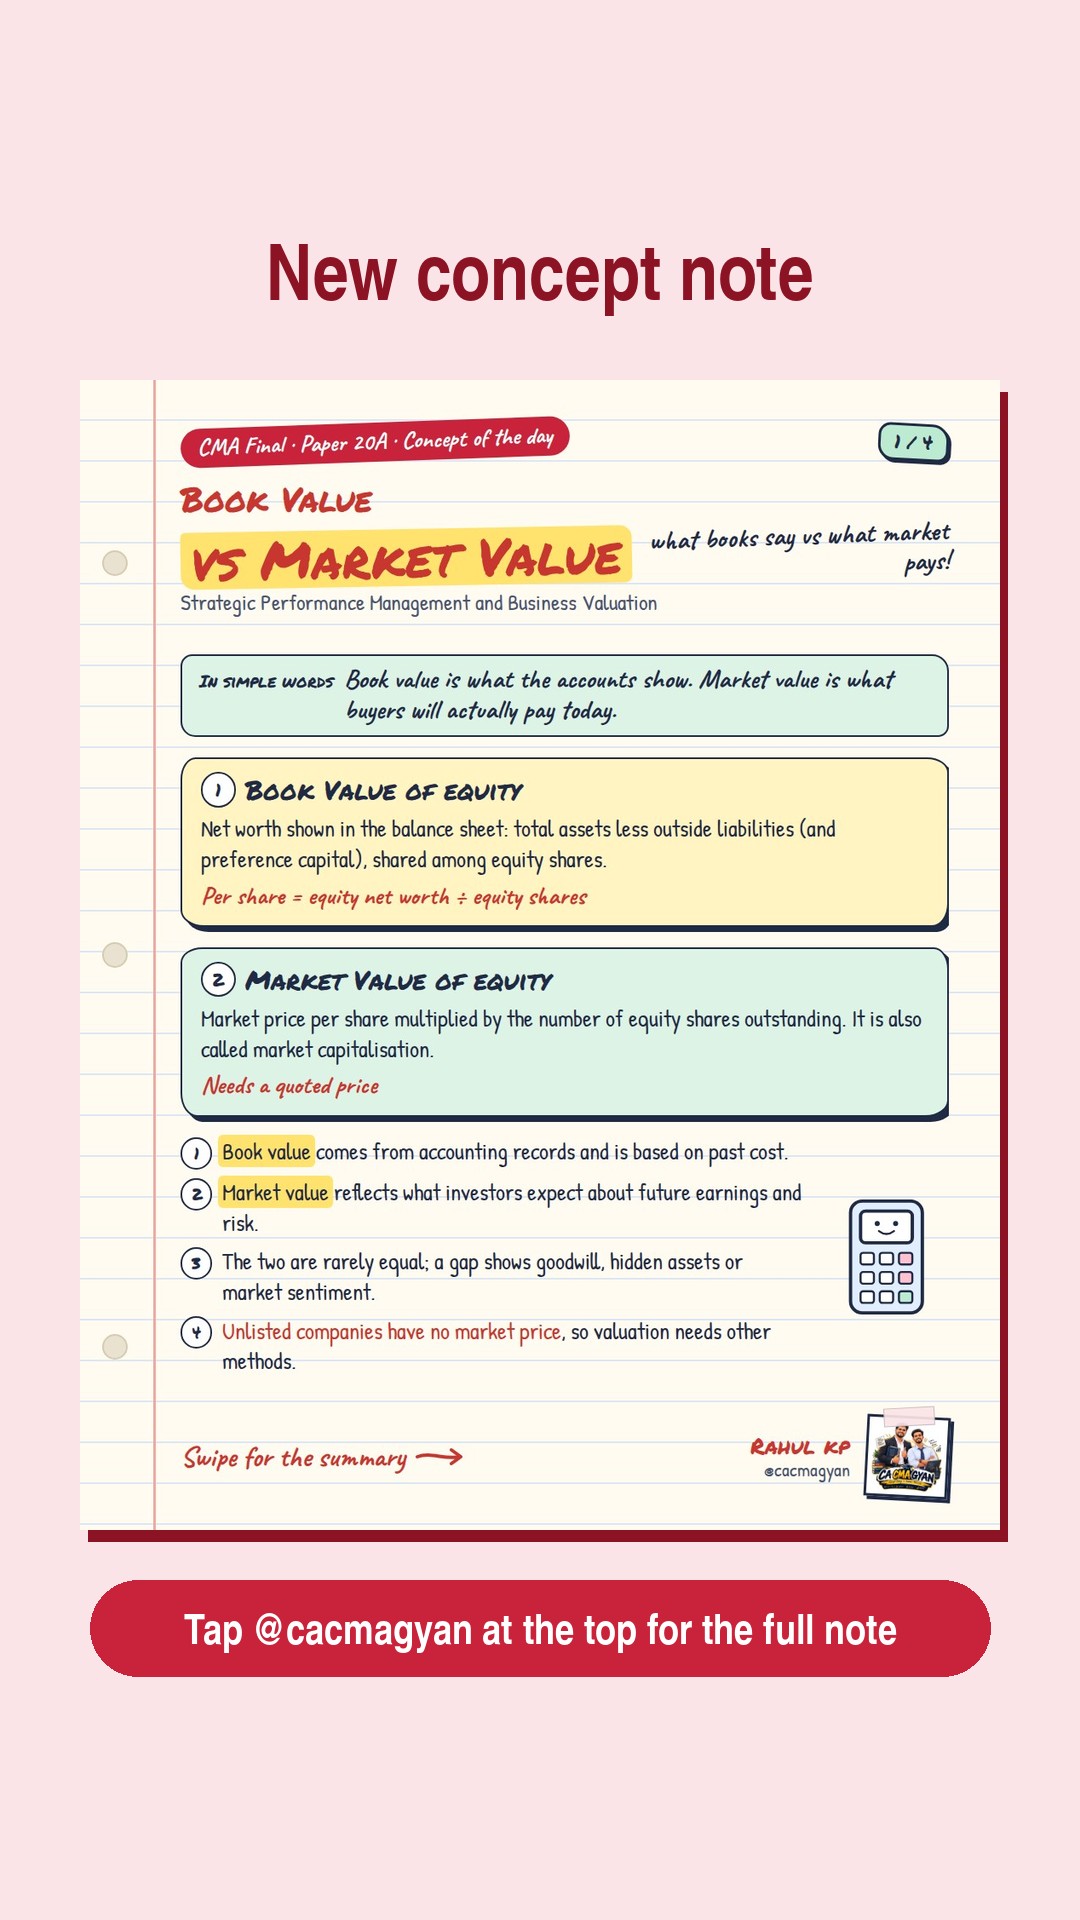 New concept note
CMA Final · Paper 20A · Concept of the day
1 / 4
Book Value
vs Market Value
what books say vs what market
pays!
Strategic Performance Management and Business Valuation
In simple words Book value is what the accounts show. Market value is what
buyers will actually pay today.
1 Book Value of equity
Net worth shown in the balance sheet: total assets less outside liabilities (and
preference capital), shared among equity shares.
Per share = equity net worth ÷ equity shares
2 Market Value of equity
Market price per share multiplied by the number of equity shares outstanding. It is also
called market capitalisation.
Needs a quoted price
1 Book value comes from accounting records and is based on past cost.
2 Market value reflects what investors expect about future earnings and
risk.
3 The two are rarely equal; a gap shows goodwill, hidden assets or
market sentiment.
4 Unlisted companies have no market price, so valuation needs other
methods.
Swipe for the summary →
Rahul KP
@cacmagyan
CA CMA GYAN
Tap @cacmagyan at the top for the full note